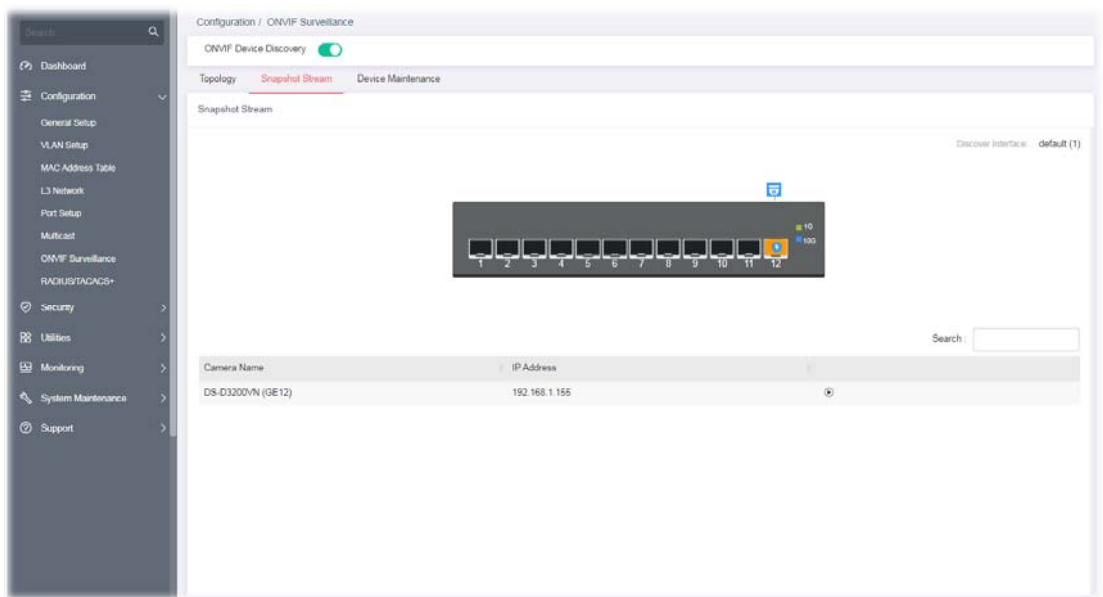 Search
Configuration / ONVIF Surveillance
ONVIF Device Discovery
Dashboard
Topology Snapshot Stream Device Maintenance
Configuration
Snapshot Stream
General Setup
VLAN Setup
Discover Interface: default (1)
MAC Address Table
L3 Network
Port Setup
Multicast
ONVIF Surveillance
RADIUS/TACACS+
1G
10G
1 2 3 4 5 6 7 8 9 10 11 12
Security
Utilities
Search :
Monitoring
Camera Name IP Address
System Maintenance
DS-D3200VN (GE12) 192.168.1.155
Support